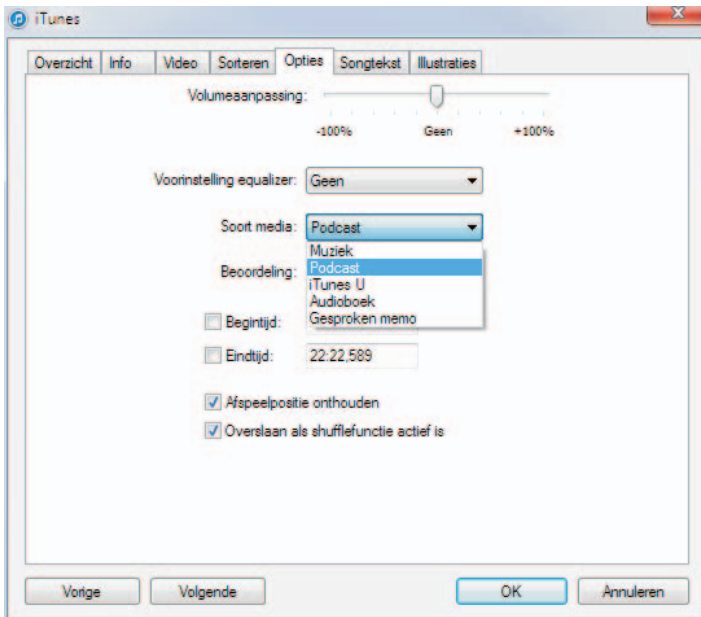 iTunes
Overzicht Info Video Sorteren Opties Songtekst Illustraties
Volumeaanpassing:
-100% Geen +100%
Voorinstelling equalizer: Geen
Soort media: Podcast
Muziek
Beoordeling: Podcast
iTunes U
Audioboek
Begintijd: Gesproken memo
Eindtijd: 22:22,589
Afspeelpositie onthouden
Overslaan als shufflefunctie actief is
Vorige Volgende OK Annuleren